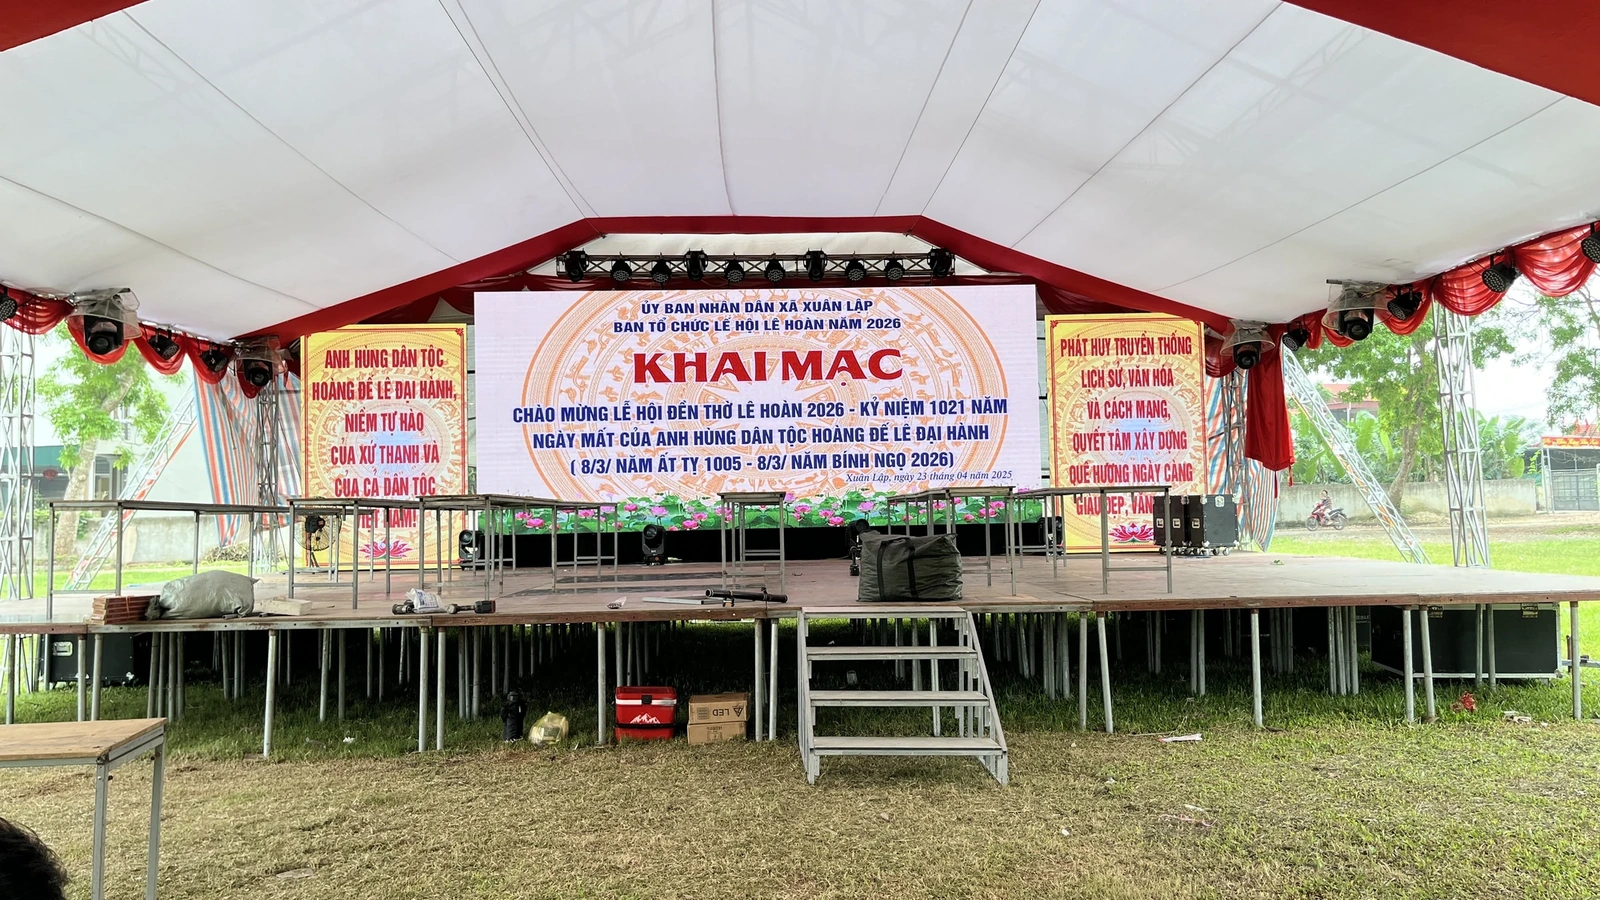 ỦY BAN NHÂN DÂN XÃ XUÂN LẬP
BAN TỔ CHỨC LỄ HỘI LÊ HOÀN NĂM 2026
KHAI MẠC
CHÀO MỪNG LỄ HỘI ĐỀN THỜ LÊ HOÀN 2026 - KỶ NIỆM 1021 NĂM
NGÀY MẤT CỦA ANH HÙNG DÂN TỘC HOÀNG ĐẾ LÊ ĐẠI HÀNH
( 8/3/ NĂM ẤT TỴ 1005 - 8/3/ NĂM BÍNH NGỌ 2026)
Xuân Lập, ngày 23 tháng 04 năm 2025
ANH HÙNG DÂN TỘC
HOÀNG ĐẾ LÊ ĐẠI HÀNH,
NIỀM TỰ HÀO
CỦA XỨ THANH VÀ
CỦA CẢ DÂN TỘC
VIỆT NAM!
PHÁT HUY TRUYỀN THỐNG
LỊCH SỬ, VĂN HÓA
VÀ CÁCH MẠNG,
QUYẾT TÂM XÂY DỰNG
QUÊ HƯƠNG NGÀY CÀNG
GIÀU ĐẸP, VĂN
LED